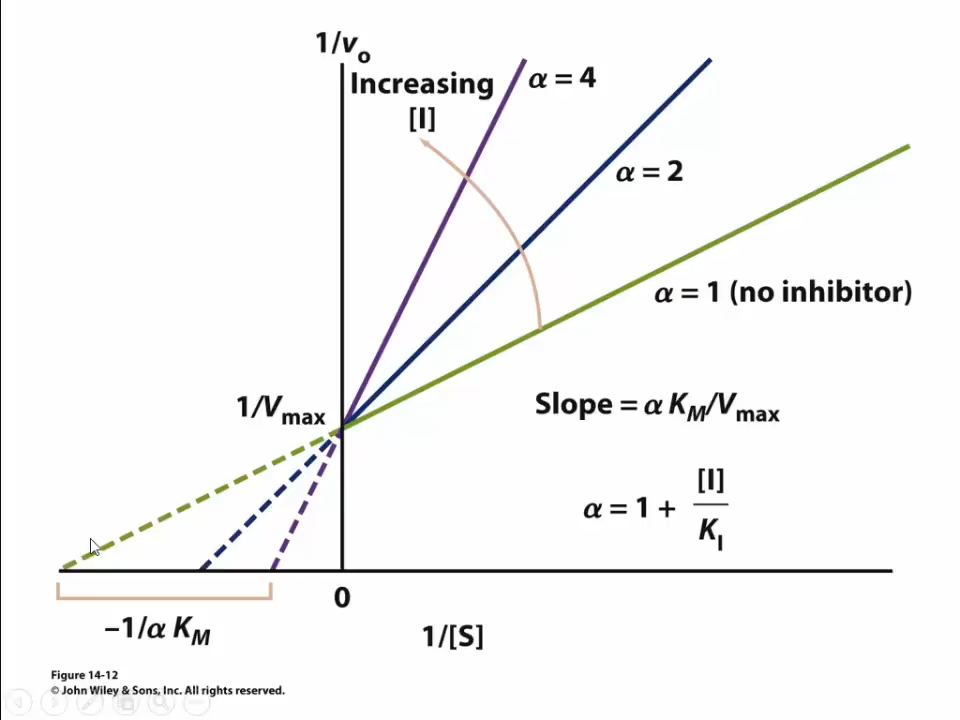 1/vo
Increasing
[I]
α = 4
α = 2
α = 1 (no inhibitor)
1/Vmax
Slope = α KM/Vmax
α = 1 + [I]
KI
0
–1/α KM
1/[S]
Figure 14-12
© John Wiley & Sons, Inc. All rights reserved.